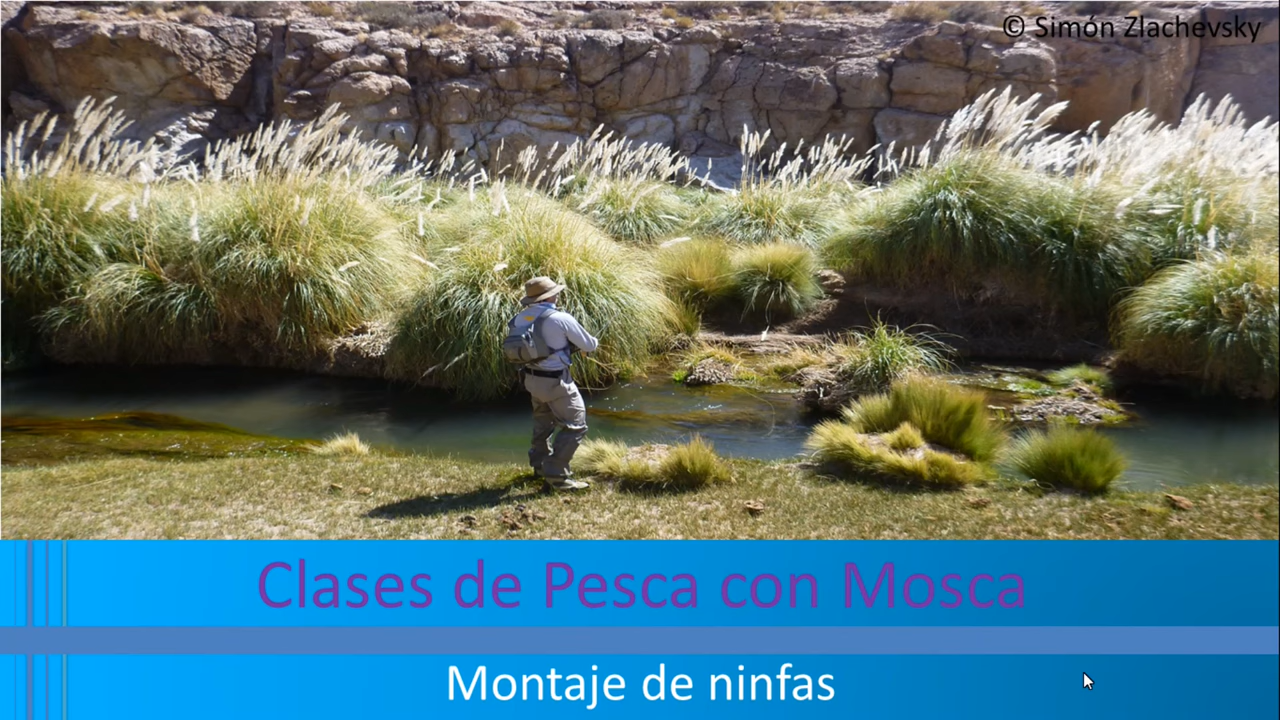 © Simón Zlachevsky
Clases de Pesca con Mosca
Montaje de ninfas